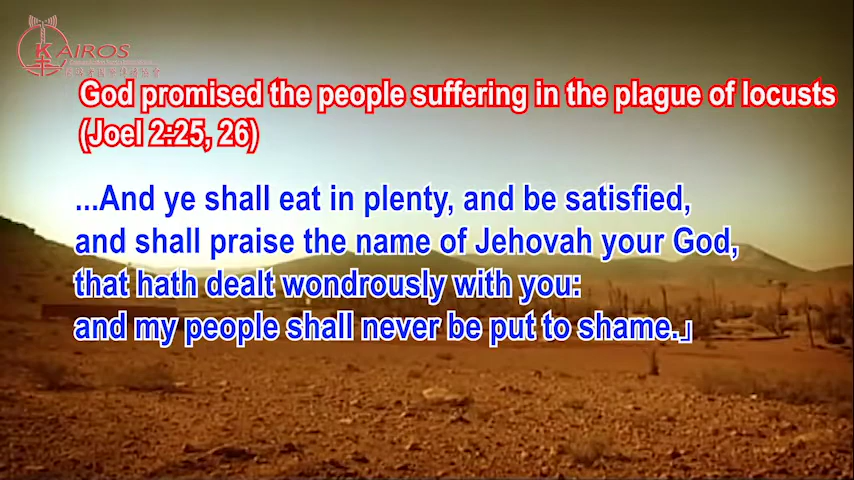 KAIROS
God promised the people suffering in the plague of locusts
(Joel 2:25, 26)
...And ye shall eat in plenty, and be satisfied,
and shall praise the name of Jehovah your God,
that hath dealt wondrously with you:
and my people shall never be put to shame.」